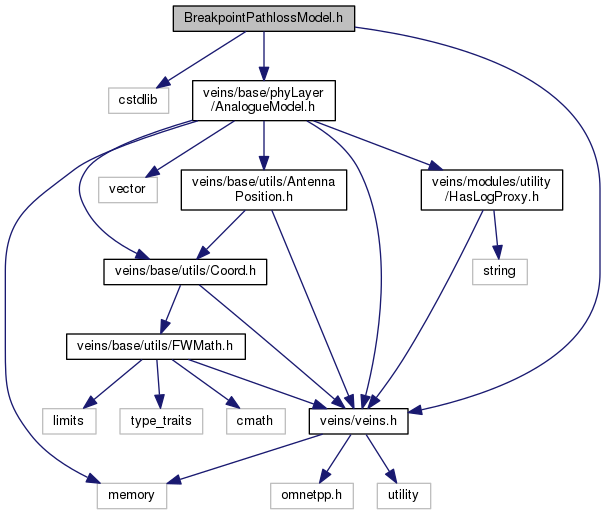 BreakpointPathlossModel.h
cstdlib
veins/base/phyLayer
/AnalogueModel.h
vector
veins/base/utils/Antenna
Position.h
veins/modules/utility
/HasLogProxy.h
veins/base/utils/Coord.h
string
veins/base/utils/FWMath.h
limits
type_traits
cmath
veins/veins.h
memory
omnetpp.h
utility